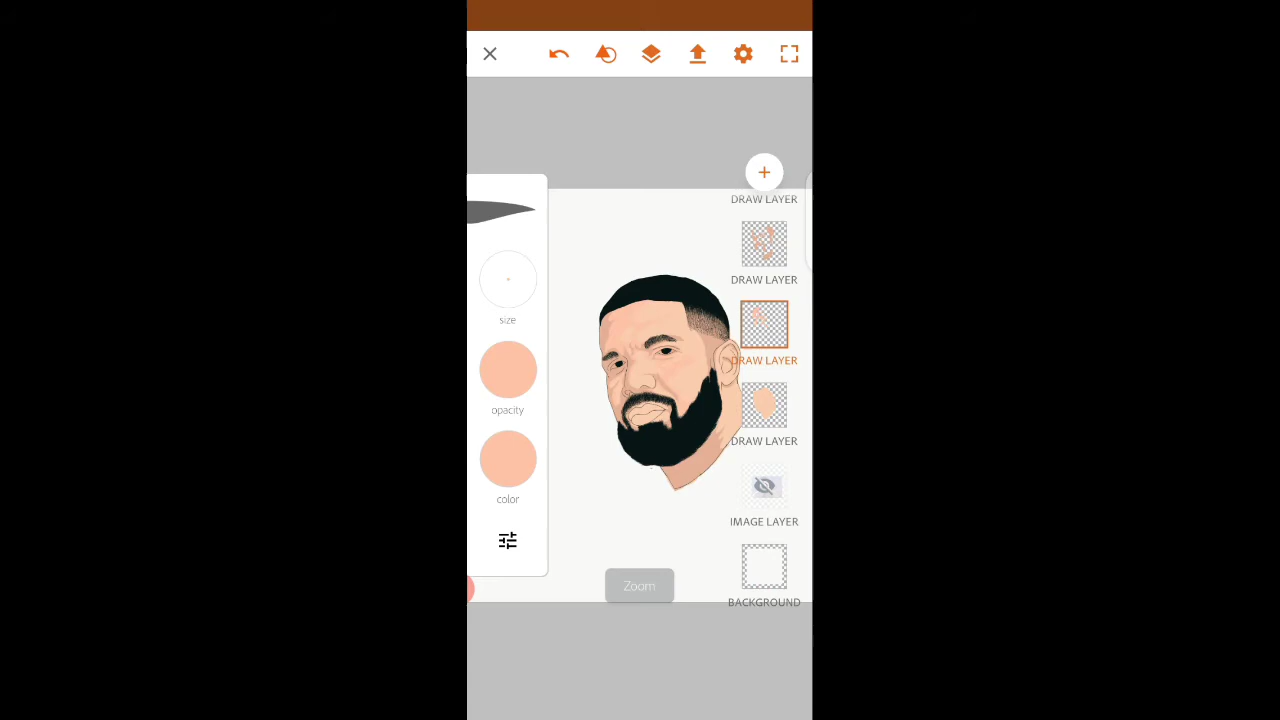 DRAW LAYER
DRAW LAYER
size
DRAW LAYER
opacity
DRAW LAYER
color
IMAGE LAYER
Zoom
BACKGROUND